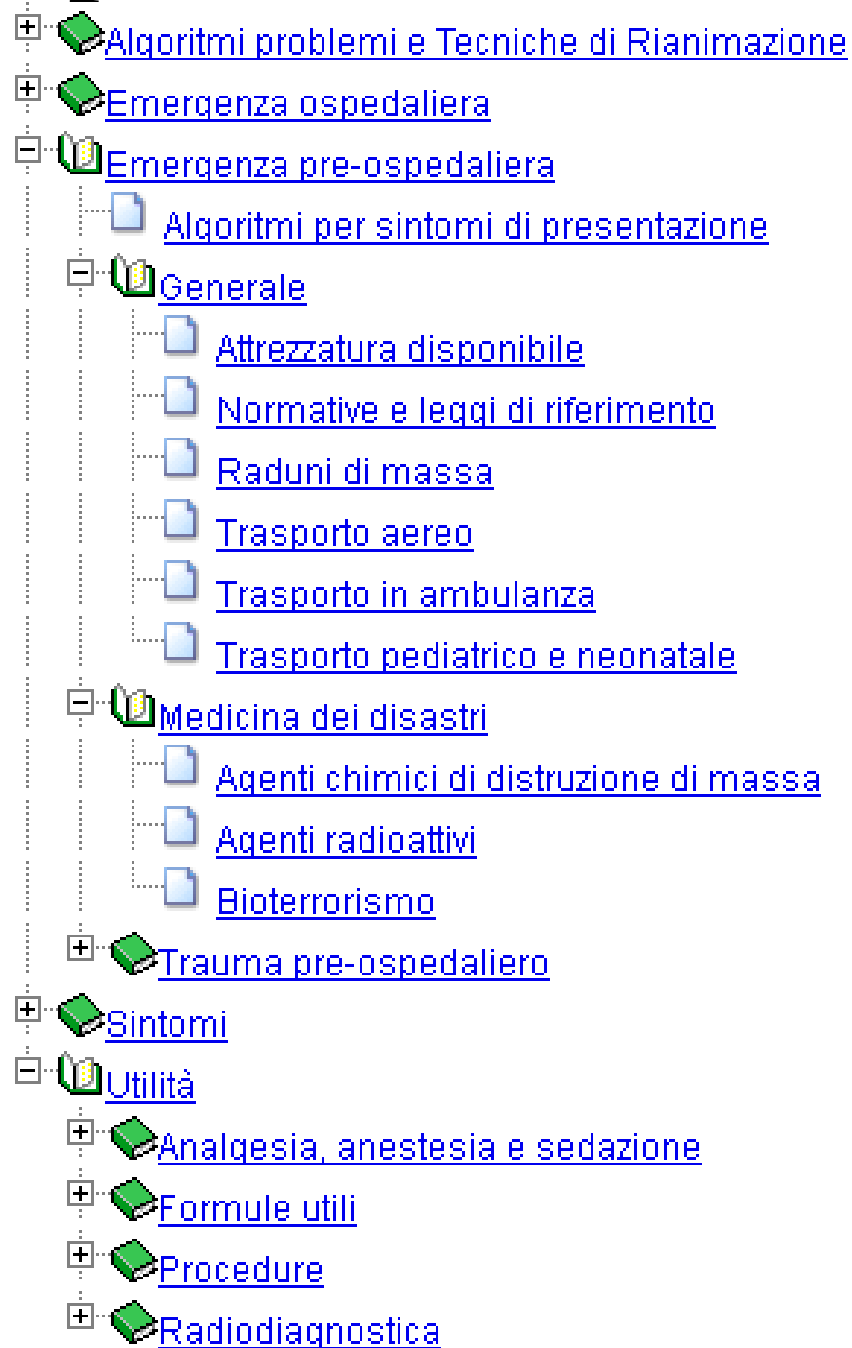 Algoritmi problemi e Tecniche di Rianimazione
Emergenza ospedaliera
Emergenza pre-ospedaliera
Algoritmi per sintomi di presentazione
Generale
Attrezzatura disponibile
Normative e leggi di riferimento
Raduni di massa
Trasporto aereo
Trasporto in ambulanza
Trasporto pediatrico e neonatale
Medicina dei disastri
Agenti chimici di distruzione di massa
Agenti radioattivi
Bioterrorismo
Trauma pre-ospedaliero
Sintomi
Utilità
Analgesia, anestesia e sedazione
Formule utili
Procedure
Radiodiagnostica